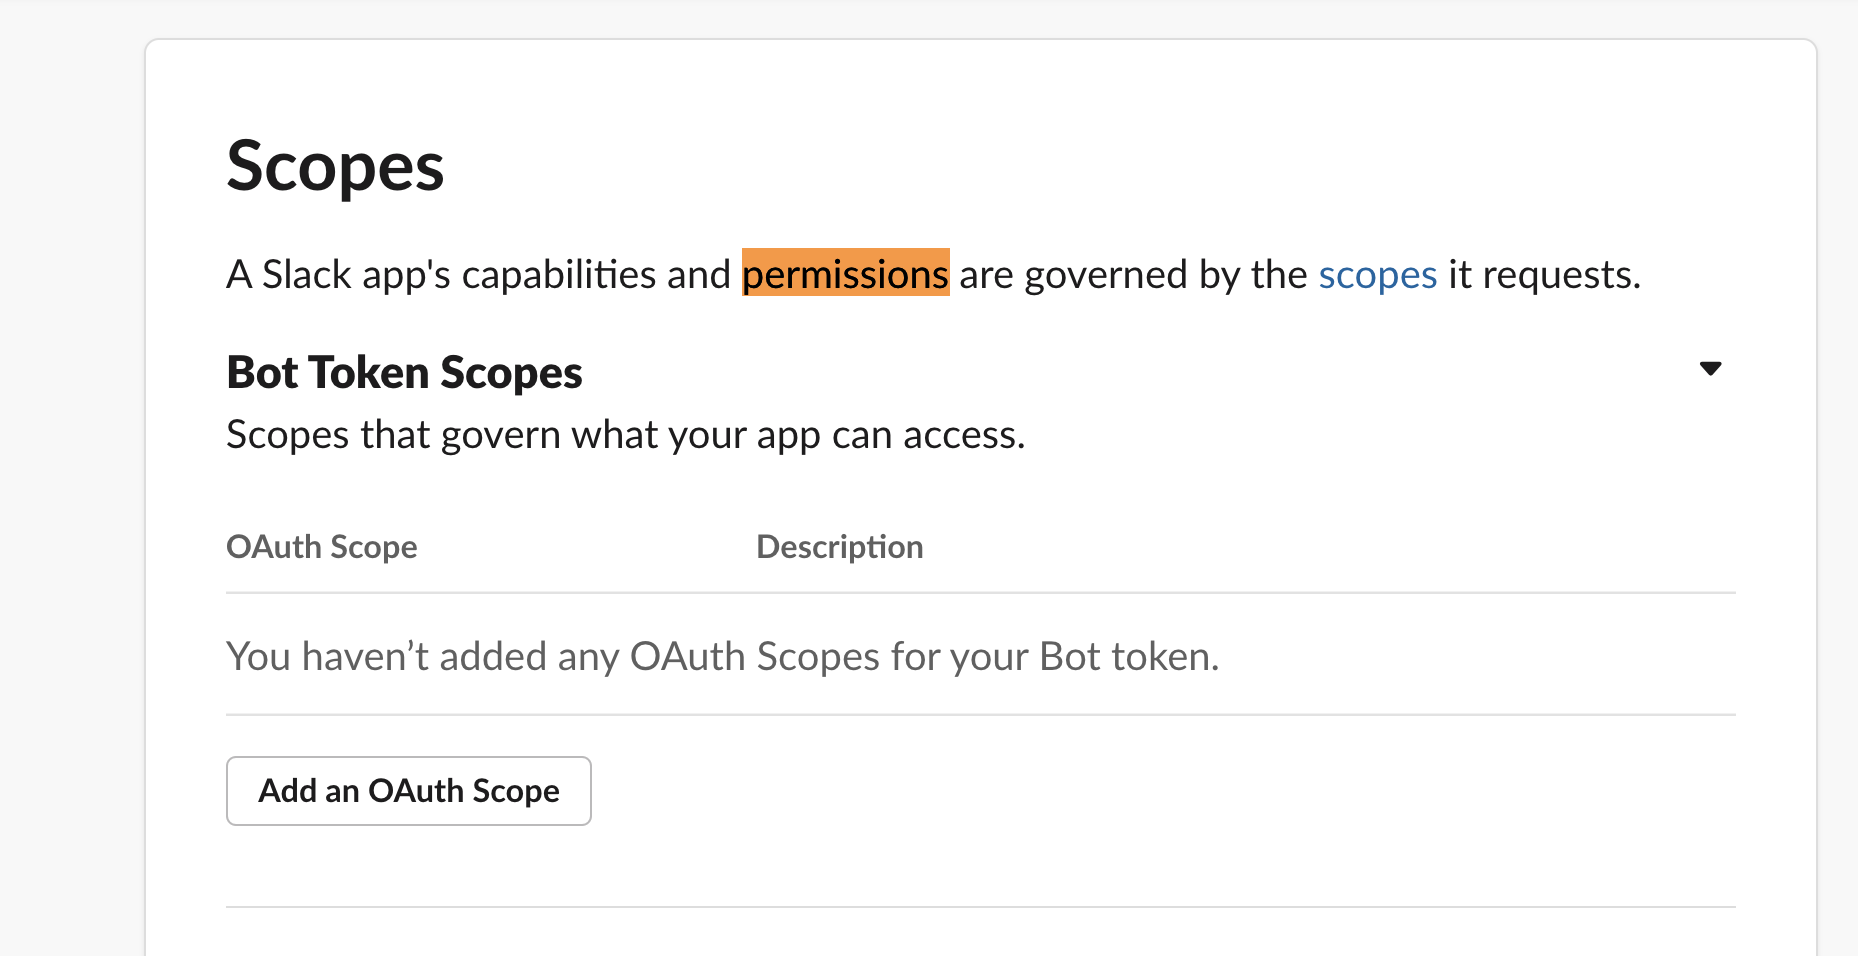 Scopes
A Slack app's capabilities and permissions are governed by the scopes it requests.
Bot Token Scopes
Scopes that govern what your app can access.
OAuth Scope Description
You haven’t added any OAuth Scopes for your Bot token.
Add an OAuth Scope